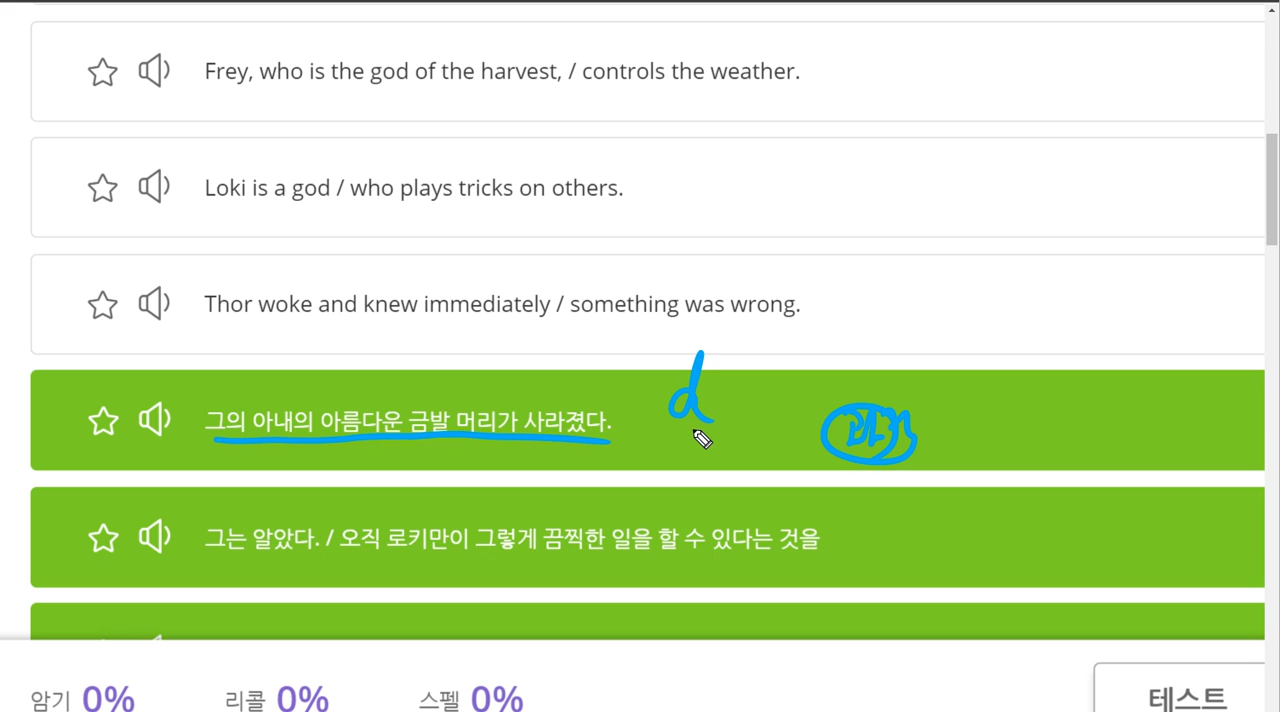 Frey, who is the god of the harvest, / controls the weather.
Loki is a god / who plays tricks on others.
Thor woke and knew immediately / something was wrong.
d
그의 아내의 아름다운 금발 머리가 사라졌다.
그는 알았다. / 오직 로키만이 그렇게 끔찍한 일을 할 수 있다는 것을
암기 0% 리콜 0% 스펠 0% 테스트